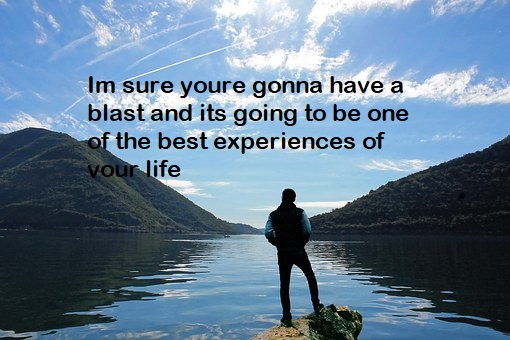 Im sure youre gonna have a
blast and its going to be one
of the best experiences of
your life